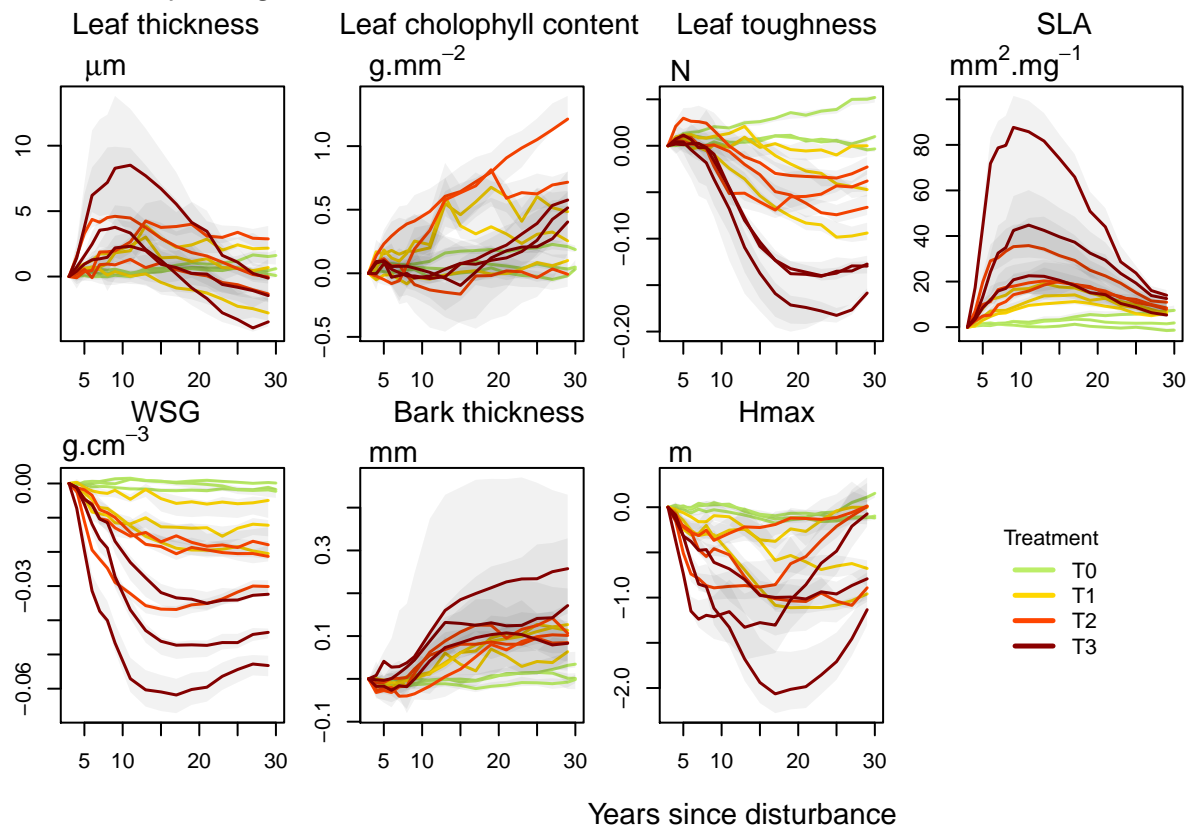 Leaf thickness Leaf cholophyll content Leaf toughness SLA
μm g.mm−2 N mm2.mg−1
0 5 10
−0.5 0.0 0.5 1.0
−0.20 −0.10 0.00
0 20 40 60 80
5 10 20 30 5 10 20 30 5 10 20 30 5 10 20 30
WSG Bark thickness Hmax
g.cm−3 mm m
−0.06 −0.03 0.00
−0.1 0.1 0.3
−2.0 −1.0 0.0
Treatment
T0
T1
T2
T3
5 10 20 30 5 10 20 30 5 10 20 30
Years since disturbance